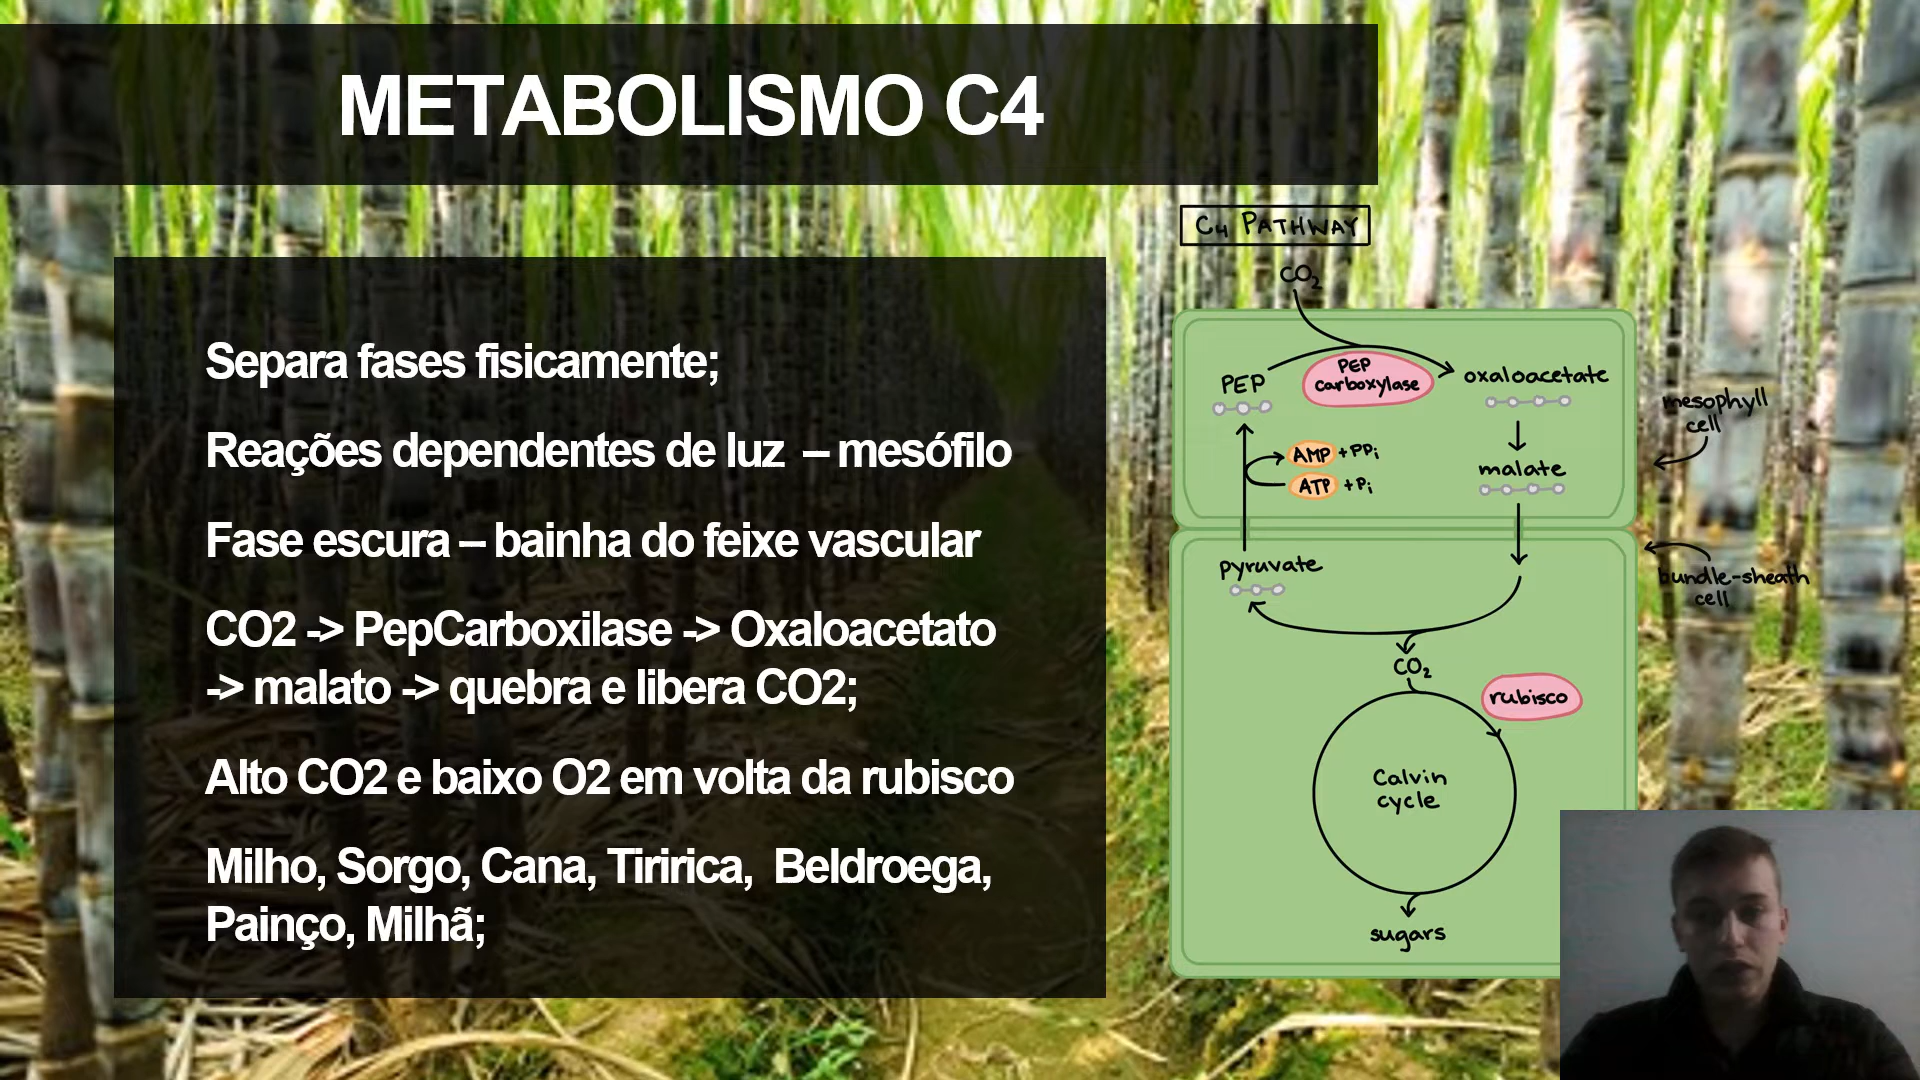 METABOLISMO C4
Separa fases fisicamente;
Reações dependentes de luz – mesófilo
Fase escura – bainha do feixe vascular
CO2 -> PepCarboxilase -> Oxaloacetato
-> malato -> quebra e libera CO2;
Alto CO2 e baixo O2 em volta da rubisco
Milho, Sorgo, Cana, Tiririca, Beldroega,
Painço, Milhã;
C4 PATHWAY
CO2
PEP
PEP
carboxylase
oxaloacetate
mesophyll
cell
AMP + PPi
ATP + Pi
malate
pyruvate
bundle-sheath
cell
CO2
rubisco
Calvin
cycle
sugars